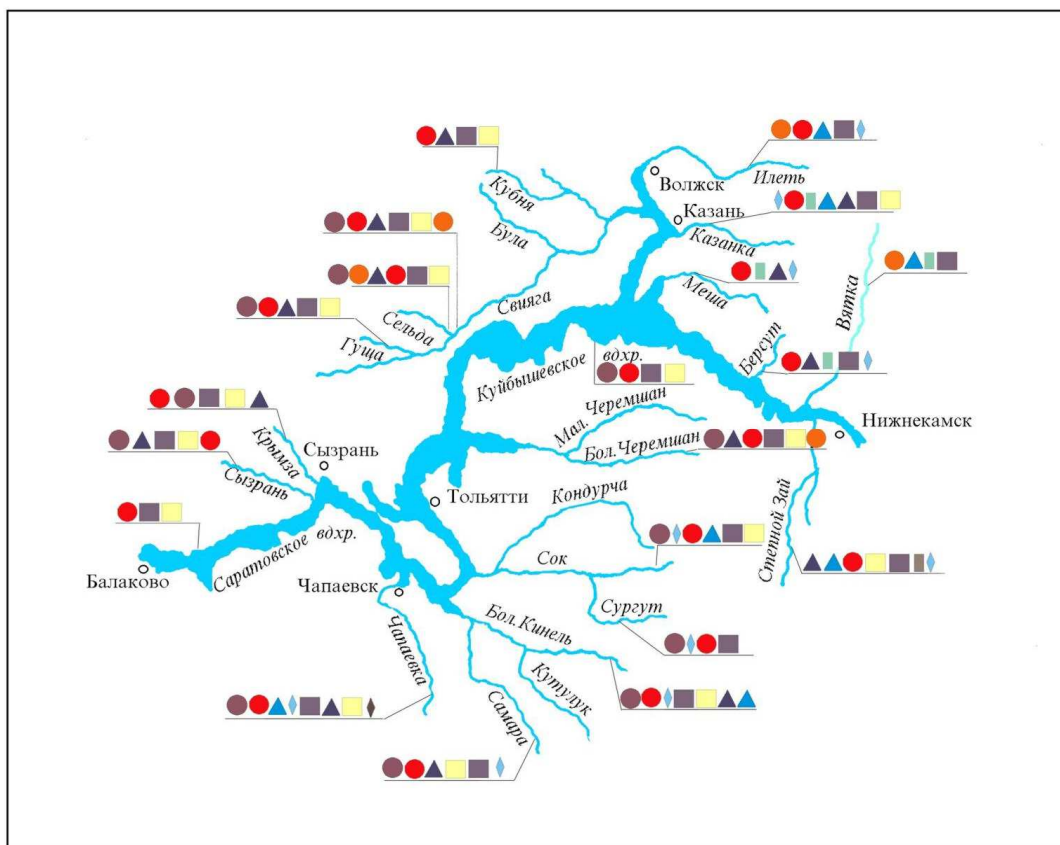 Волжск
Илеть
Кубня
Казань
Казанка
Була
Меша
Вятка
Свияга
Сельда
Гуща
Берсут
Куйбышевское вдхр.
Мал. Черемшан
Нижнекамск
Бол. Черемшан
Крымза
Сызрань
Сызрань
Тольятти
Кондурча
Степной Зай
Саратовское вдхр.
Сок
Балаково
Чапаевск
Сургут
Бол. Кинель
Чапаевка
Кутулук
Самара